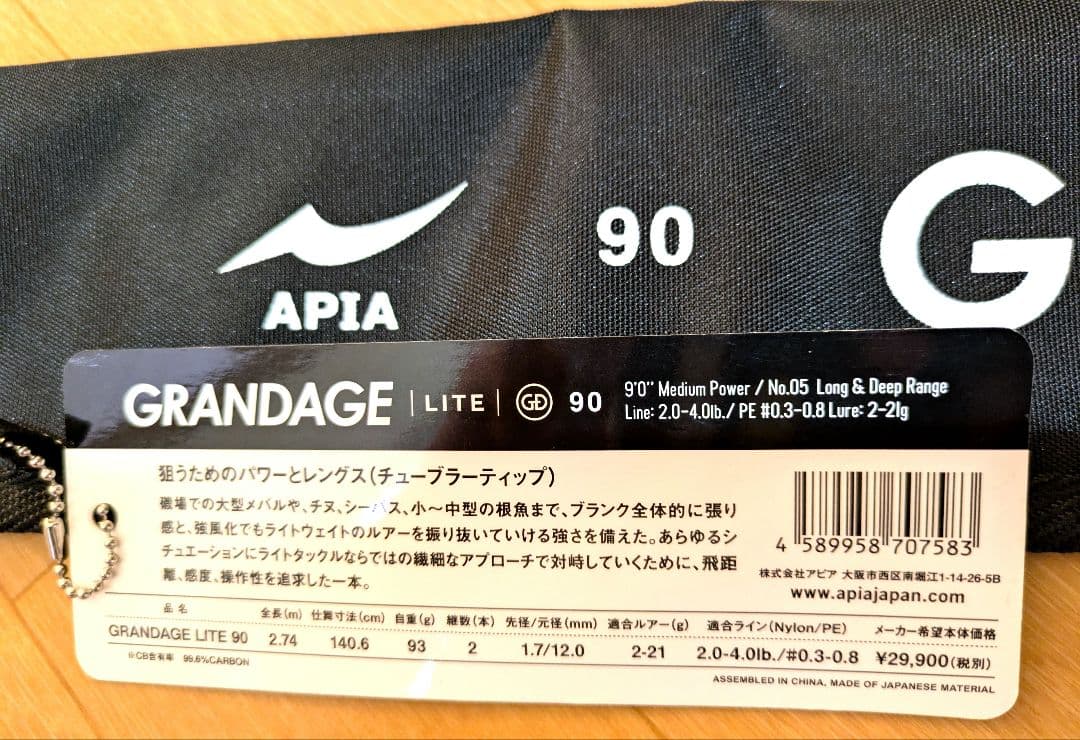 APIA
90
G
GRANDAGE | LITE | GD 90
9'0" Medium Power / No.05 Long & Deep Range
Line: 2.0-4.0lb./ PE #0.3-0.8 Lure: 2-21g
狙うためのパワーとレングス(チューブラーティップ)
磯場での大型メバルや、チヌ、シーバス、小～中型の根魚まで、ブランク全体的に張り
感と、強風化でもライトウェイトのルアーを振り抜いていける強さを備えた。あらゆるシ
チュエーションにライトタックルならではの繊細なアプローチで対峙していくために、飛距
離、感度、操作性を追求した一本。
4 589958 707583
株式会社アピア 大阪市西区南堀江1-14-26-5B
www.apiajapan.com
品名 全長(m) 仕舞寸法(cm) 自重(g) 継数(本) 先径/元径(mm) 適合ルアー(g) 適合ライン(Nylon/PE) メーカー希望本体価格
GRANDAGE LITE 90 2.74 140.6 93 2 1.7/12.0 2-21 2.0-4.0lb./#0.3-0.8 ¥29,900(税別)
※CB含有率 99.6%CARBON
ASSEMBLED IN CHINA, MADE OF JAPANESE MATERIAL